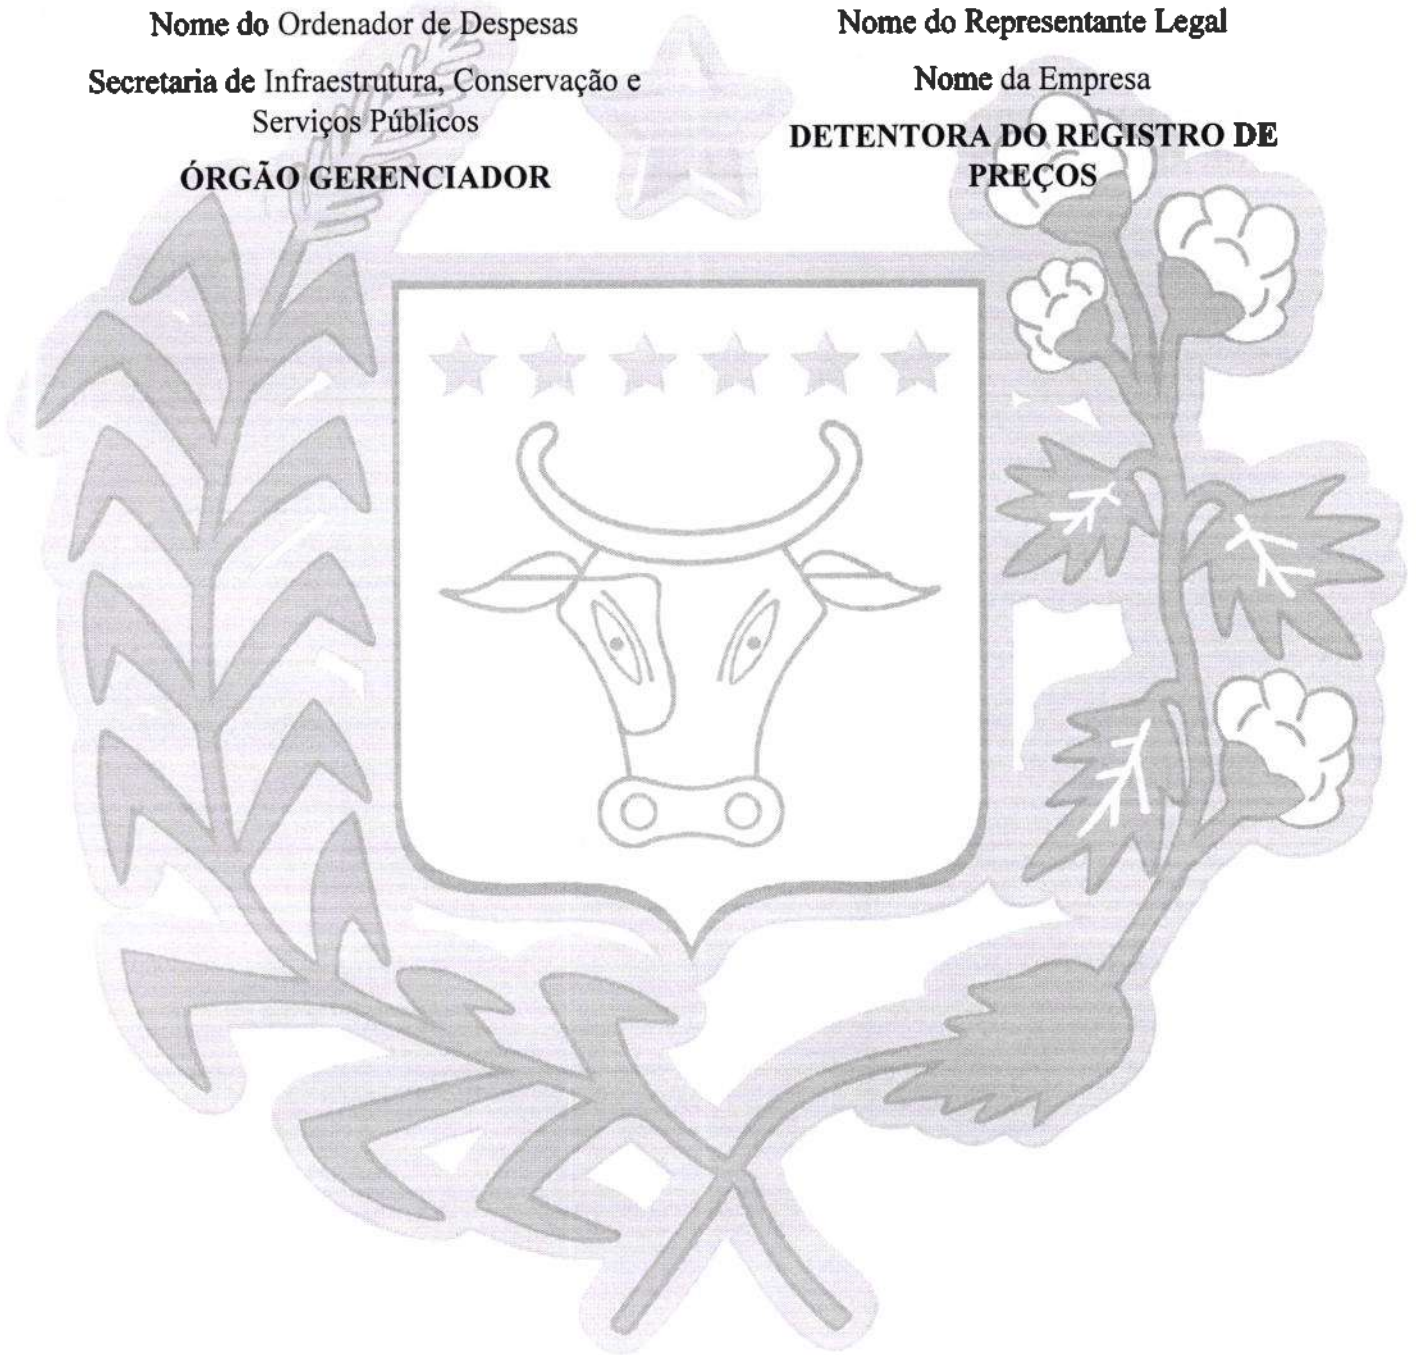 Nome do Ordenador de Despesas
Secretaria de Infraestrutura, Conservação e
Serviços Públicos
ÓRGÃO GERENCIADOR
Nome do Representante Legal
Nome da Empresa
DETENTORA DO REGISTRO DE
PREÇOS